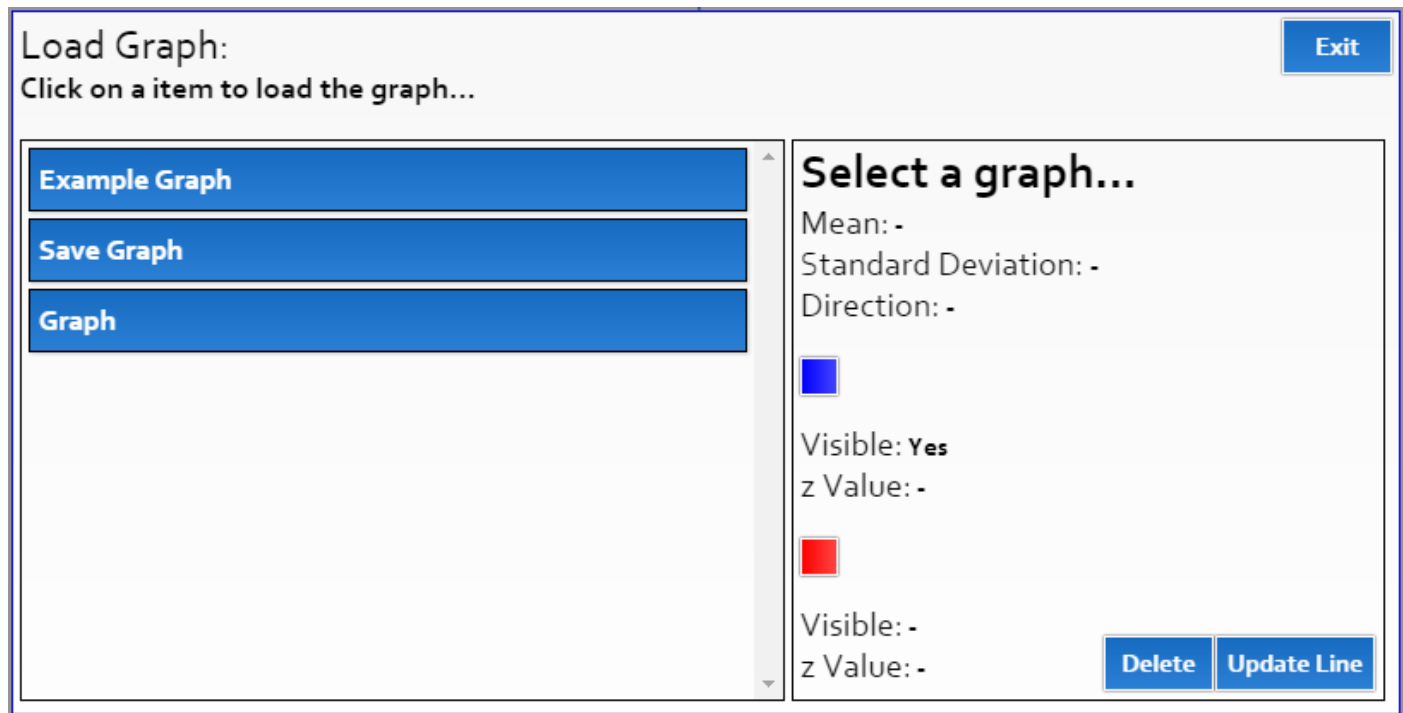 Load Graph:
Exit
Click on a item to load the graph...
Example Graph
Save Graph
Graph
Select a graph...
Mean: -
Standard Deviation: -
Direction: -
Visible: Yes
z Value: -
Visible: -
z Value: -
Delete
Update Line